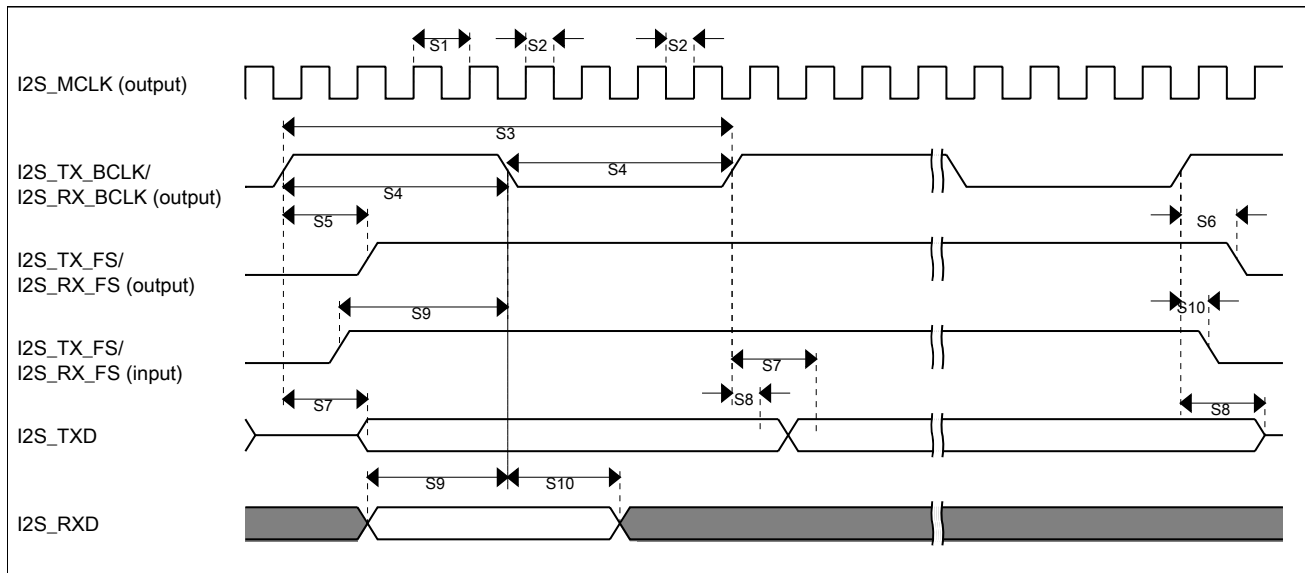 S1
S2
S2
I2S_MCLK (output)
S3
I2S_TX_BCLK/
I2S_RX_BCLK (output)
S4
S4
S5
S6
I2S_TX_FS/
I2S_RX_FS (output)
S9
S10
I2S_TX_FS/
I2S_RX_FS (input)
S7
S7
S8
S8
I2S_TXD
S9
S10
I2S_RXD